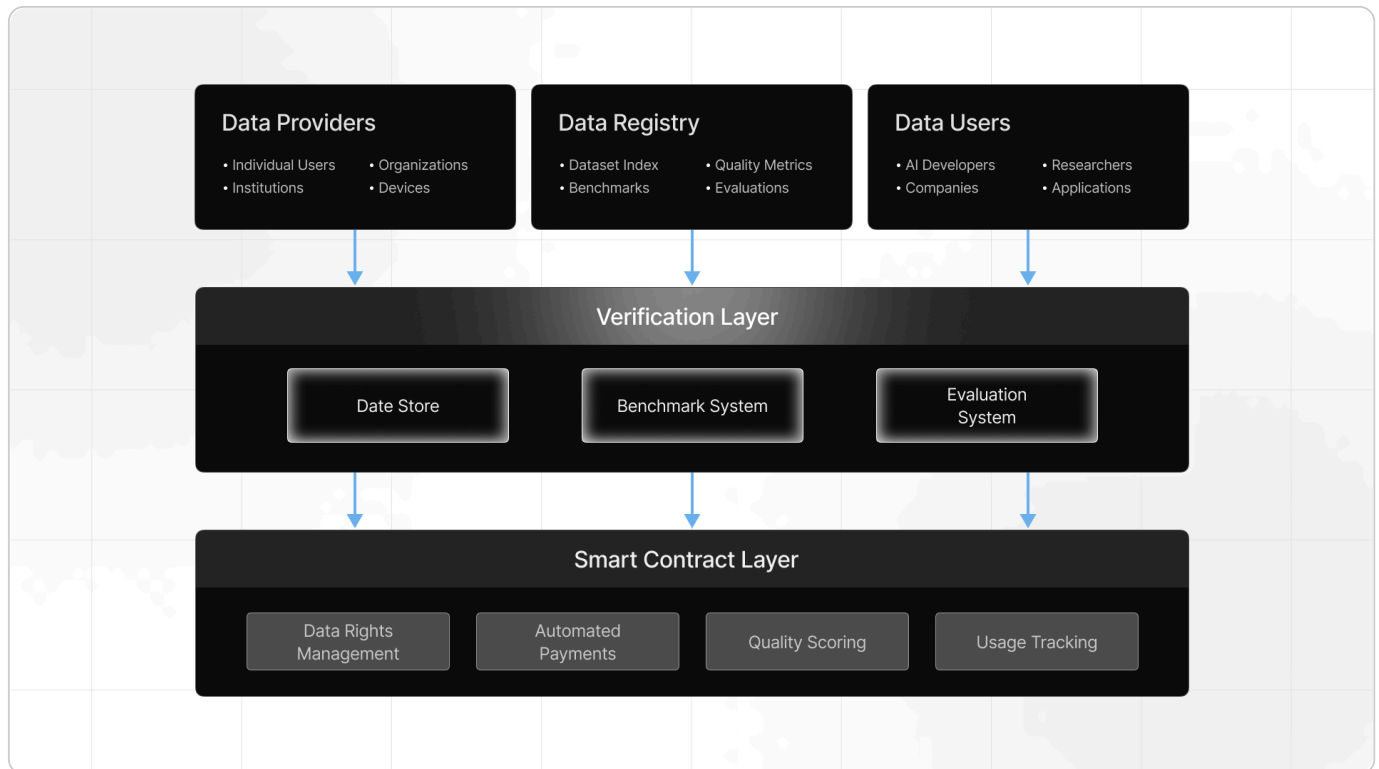 Data Providers
• Individual Users • Organizations
• Institutions • Devices
Data Registry
• Dataset Index • Quality Metrics
• Benchmarks • Evaluations
Data Users
• AI Developers • Researchers
• Companies • Applications
Verification Layer
Date Store
Benchmark System
Evaluation
System
Smart Contract Layer
Data Rights
Management
Automated
Payments
Quality Scoring
Usage Tracking